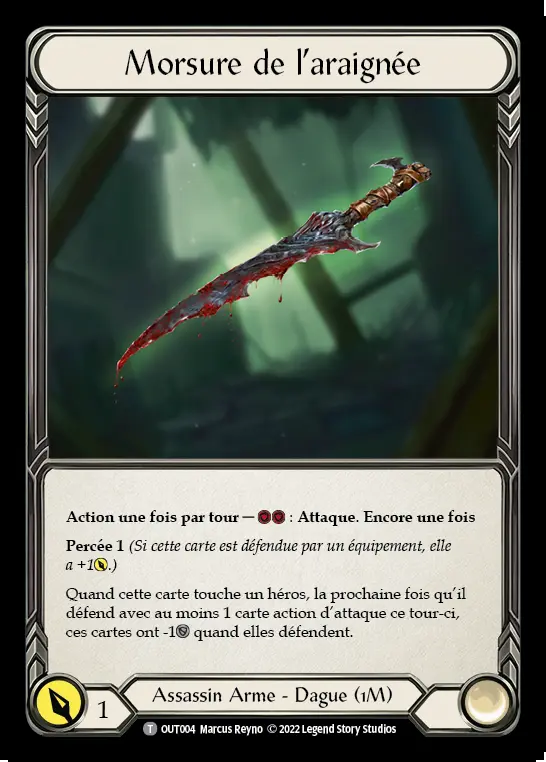 Morsure de l'araignée
Action une fois par tour — : Attaque. Encore une fois
Percée 1 (Si cette carte est défendue par un équipement, elle
a +1.)
Quand cette carte touche un héros, la prochaine fois qu'il
défend avec au moins 1 carte action d'attaque ce tour-ci,
ces cartes ont -1 quand elles défendent.
1
Assassin Arme - Dague (1M)
T OUT004 Marcus Reyno © 2022 Legend Story Studios